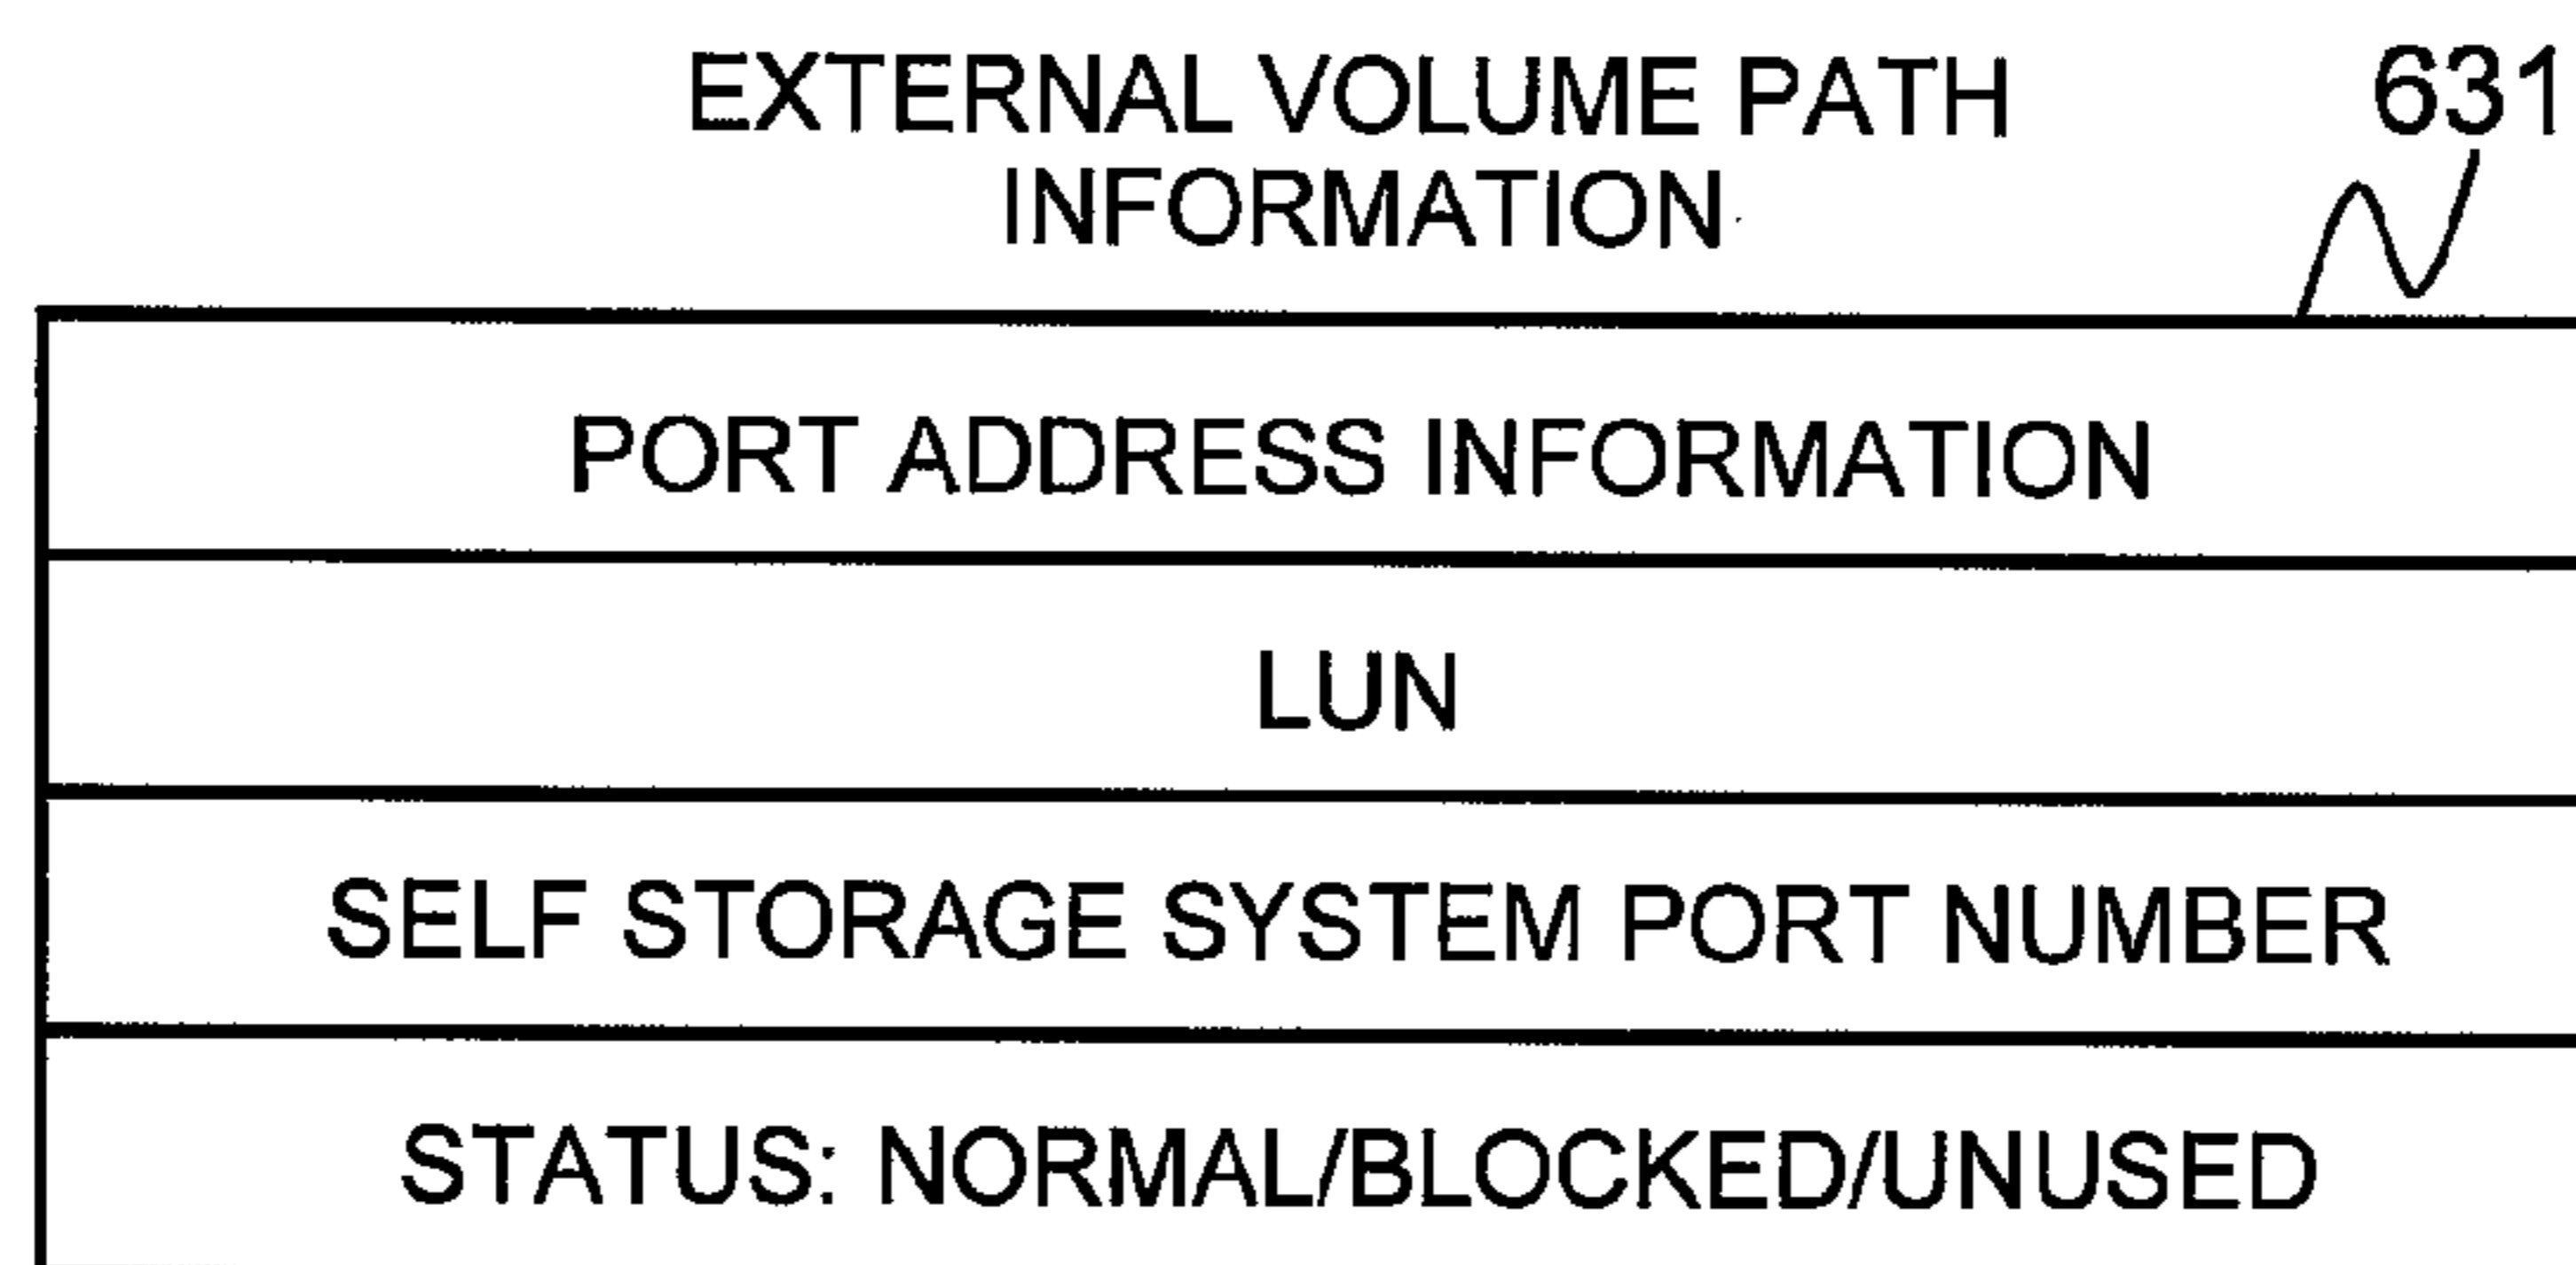 EXTERNAL VOLUME PATH
INFORMATION
631
PORT ADDRESS INFORMATION
LUN
SELF STORAGE SYSTEM PORT NUMBER
STATUS: NORMAL/BLOCKED/UNUSED